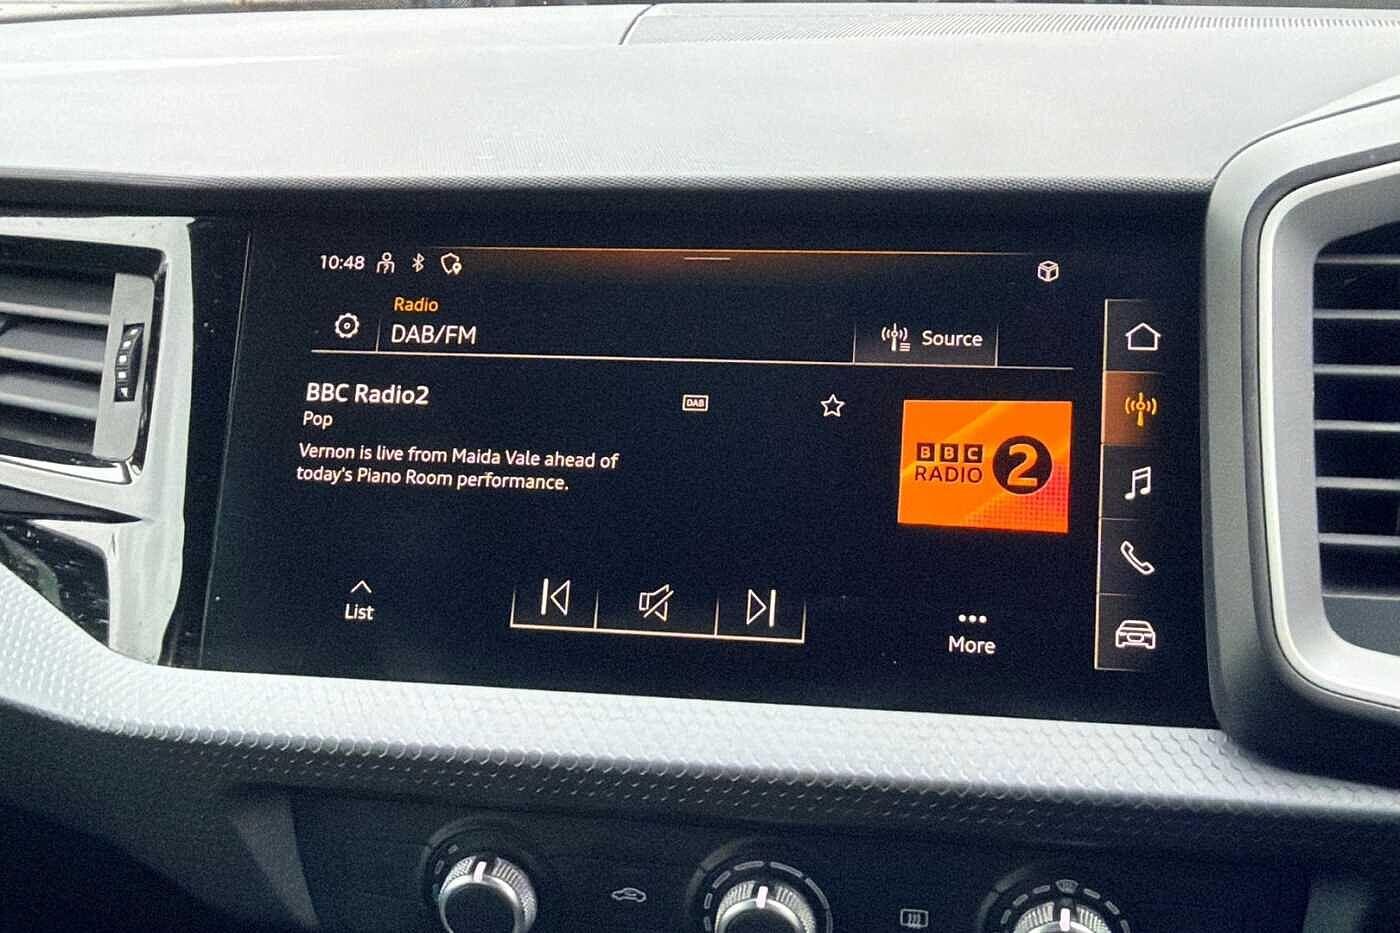 10:48
Radio
DAB/FM
Source
BBC Radio2
DAB
Pop
Vernon is live from Maida Vale ahead of
today's Piano Room performance.
BBC
RADIO 2
List
More